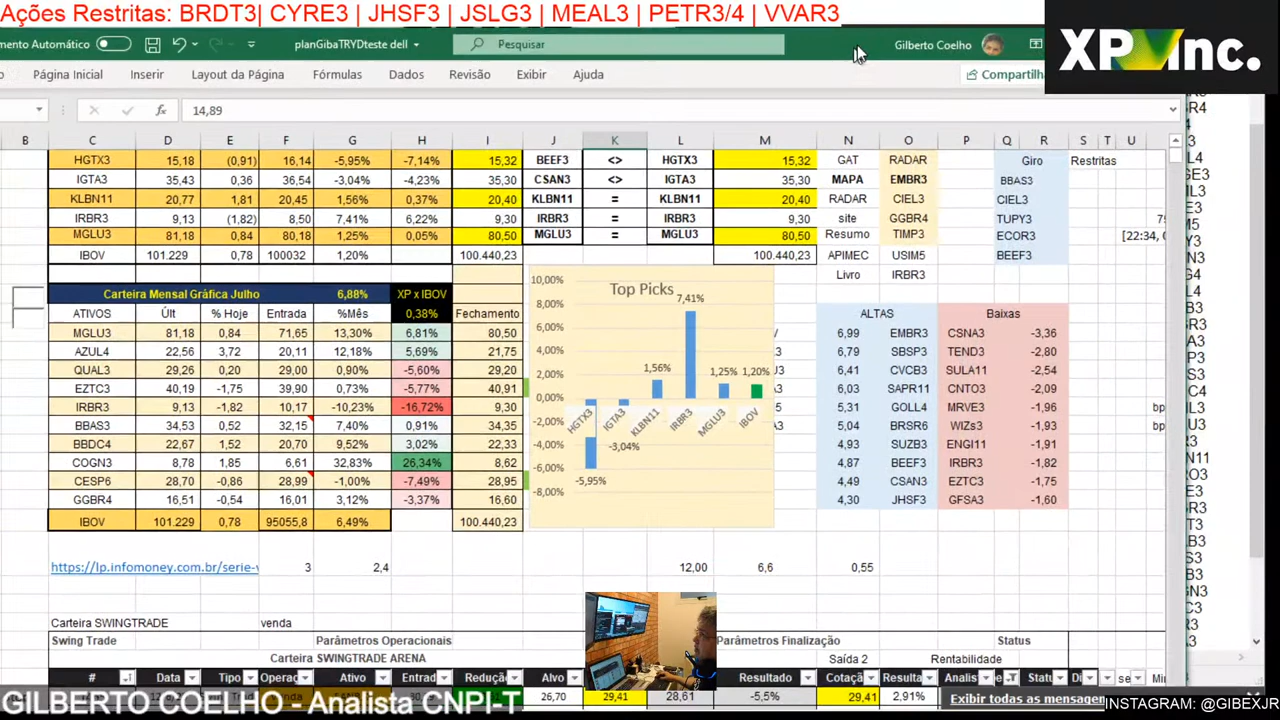 Ações Restritas: BRDT3| CYRE3 | JHSF3 | JSLG3 | MEAL3 | PETR3/4 | VVAR3
mento Automático planGibaTRYDteste dell Pesquisar Gilberto Coelho XP Inc.
Página Inicial Inserir Layout da Página Fórmulas Dados Revisão Exibir Ajuda Compartilha
fx 14,89
B C D E F G H I J K L M N O P Q R S T U
HGTX3 15,18 (0,91) 16,14 -5,95% -7,14% 15,32 BEEF3 <> HGTX3 15,32 GAT RADAR Giro Restritas
IGTA3 35,43 0,36 36,54 -3,04% -4,23% 35,30 CSAN3 <> IGTA3 35,30 MAPA EMBR3 BBAS3
KLBN11 20,77 1,81 20,45 1,56% 0,37% 20,40 KLBN11 = KLBN11 20,40 RADAR CIEL3 CIEL3
IRBR3 9,13 (1,82) 8,50 7,41% 6,22% 9,30 IRBR3 = IRBR3 9,30 site GGBR4 TUPY3
MGLU3 81,18 0,84 80,18 1,25% 0,05% 80,50 MGLU3 = MGLU3 80,50 Resumo TIMP3 ECOR3 [22:34, 0
IBOV 101.229 0,78 100032 1,20% 100.440,23 100.440,23 APIMEC USIM5 BEEF3
Livro IRBR3
Carteira Mensal Gráfica Julho 6,88% XP x IBOV
ATIVOS Últ % Hoje Entrada %Mês 0,38% Fechamento
MGLU3 81,18 0,84 71,65 13,30% 6,81% 80,50
AZUL4 22,56 3,72 20,11 12,18% 5,69% 21,75
QUAL3 29,26 0,20 29,00 0,90% -5,60% 29,20
EZTC3 40,19 -1,75 39,90 0,73% -5,77% 40,91
IRBR3 9,13 -1,82 10,17 -10,23% -16,72% 9,30
BBAS3 34,53 0,52 32,15 7,40% 0,91% 34,35
BBDC4 22,67 1,52 20,70 9,52% 3,02% 22,33
COGN3 8,78 1,85 6,61 32,83% 26,34% 8,62
CESP6 28,70 -0,86 28,99 -1,00% -7,49% 28,95
GGBR4 16,51 -0,54 16,01 3,12% -3,37% 16,60
IBOV 101.229 0,78 95055,8 6,49% 100.440,23
Top Picks
10,00%
8,00%
6,00%
4,00%
2,00%
0,00%
-2,00%
-4,00%
-6,00%
-8,00%
-5,95% -3,04% 1,56% 7,41% 1,25% 1,20%
HGTX3 IGTA3 KLBN11 IRBR3 MGLU3 IBOV
ALTAS Baixas
6,99 EMBR3 CSNA3 -3,36
6,79 SBSP3 TEND3 -2,80
6,41 CVCB3 SULA11 -2,54
6,03 SAPR11 CNTO3 -2,09
5,31 GOLL4 MRVE3 -1,96
5,04 BRSR6 WIZs3 -1,93
4,93 SUZB3 ENGI11 -1,91
4,87 BEEF3 IRBR3 -1,82
4,49 CSAN3 EZTC3 -1,75
4,30 JHSF3 GFSA3 -1,60
https://lp.infomoney.com.br/serie-v 3 2,4 12,00 6,6 0,55
Carteira SWINGTRADE venda
Swing Trade Parâmetros Operacionais Parâmetros Finalização Status
Carteira SWINGTRADE ARENA Saída 2 Rentabilidade
# Data Tipo Operaç Ativo Entrad Reduçã Alvo Resultado Cotaçã Resulta Analis Statu
26,70 29,41 28,61 -5,5% 29,41 2,91% Exibir todas as mensagen
GILBERTO COELHO - Analista CNPI-T INSTAGRAM: @GIBEXJR